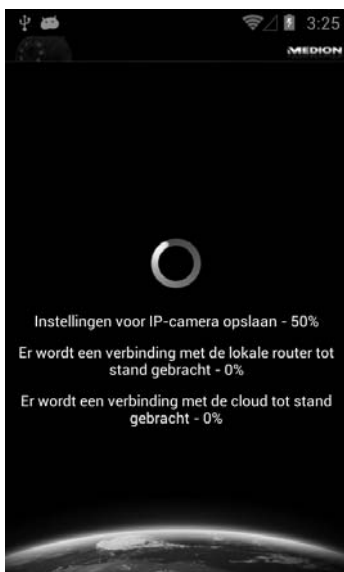 3:25
MEDION
Instellingen voor IP-camera opslaan - 50%
Er wordt een verbinding met de lokale router tot
stand gebracht - 0%
Er wordt een verbinding met de cloud tot stand
gebracht - 0%